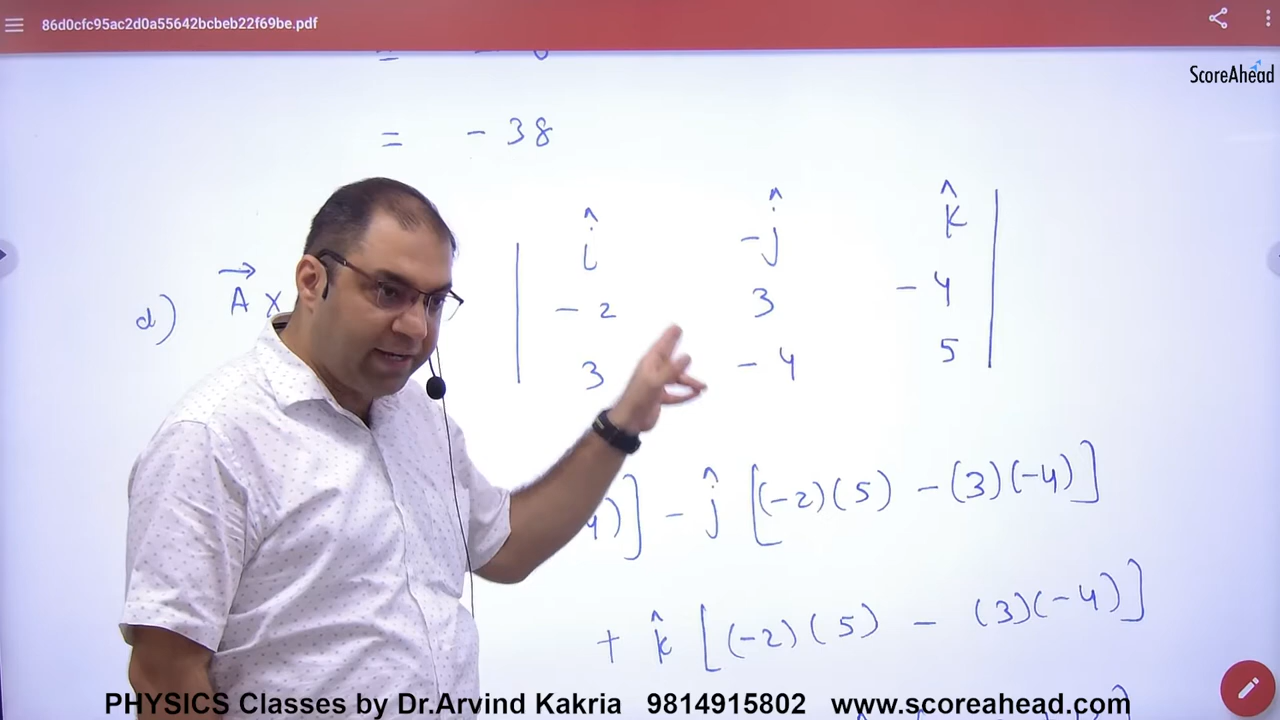 86d0cfc95ac2d0a55642bcbeb22f69be.pdf
ScoreAhead
= - 38
d) A⃗ x | î -ĵ k̂ |
| - 2 3 - 4 |
| 3 - 4 5 |
4)] - ĵ [(-2)(5) - (3)(-4)]
+ k̂ [(-2)(5) - (3)(-4)]
PHYSICS Classes by Dr.Arvind Kakria 9814915802 www.scoreahead.com